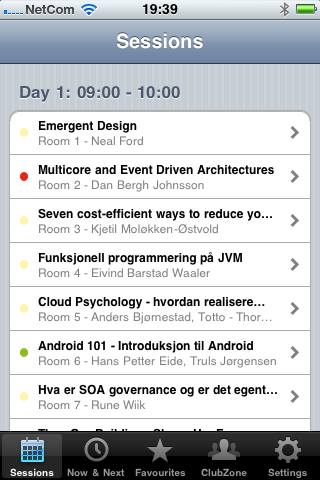 NetCom 19:39
Sessions
Day 1: 09:00 - 10:00
Emergent Design
Room 1 - Neal Ford
Multicore and Event Driven Architectures
Room 2 - Dan Bergh Johnsson
Seven cost-efficient ways to reduce yo…
Room 3 - Kjetil Moløkken-Østvold
Funksjonell programmering på JVM
Room 4 - Eivind Barstad Waaler
Cloud Psychology - hvordan realisere…
Room 5 - Anders Bjørnestad, Totto - Thor…
Android 101 - Introduksjon til Android
Room 6 - Hans Petter Eide, Truls Jørgensen
Hva er SOA governance og er det egent…
Room 7 - Rune Wiik
Sessions Now & Next Favourites ClubZone Settings